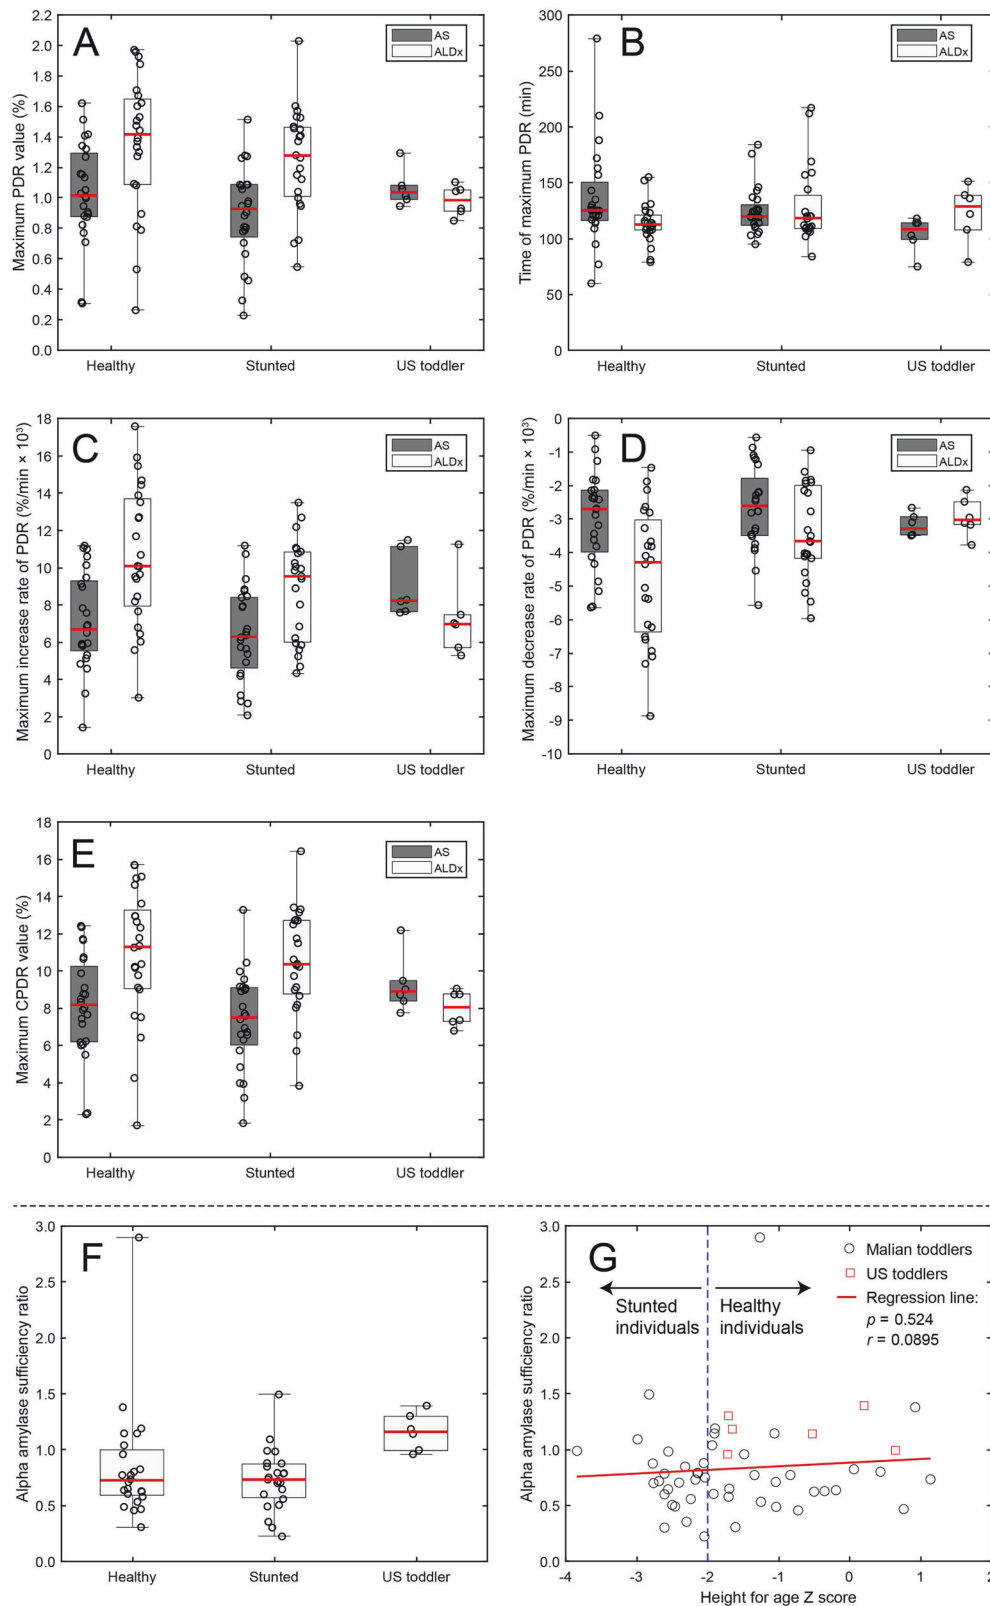 A
Maximum PDR value (%)
2.2
2.0
1.8
1.6
1.4
1.2
1.0
0.8
0.6
0.4
0.2
0.0
AS
ALDx
Healthy
Stunted
US toddler
B
Time of maximum PDR (min)
300
250
200
150
100
50
0
AS
ALDx
Healthy
Stunted
US toddler
C
Maximum increase rate of PDR (%/min × 10³)
18
16
14
12
10
8
6
4
2
0
AS
ALDx
Healthy
Stunted
US toddler
D
Maximum decrease rate of PDR (%/min × 10³)
0
-1
-2
-3
-4
-5
-6
-7
-8
-9
-10
AS
ALDx
Healthy
Stunted
US toddler
E
Maximum CPDR value (%)
18
16
14
12
10
8
6
4
2
0
AS
ALDx
Healthy
Stunted
US toddler
F
Alpha amylase sufficiency ratio
3.0
2.5
2.0
1.5
1.0
0.5
0.0
Healthy
Stunted
US toddler
G
Alpha amylase sufficiency ratio
3.0
2.5
2.0
1.5
1.0
0.5
0.0
Stunted
individuals
Healthy
individuals
Malian toddlers
US toddlers
Regression line:
p = 0.524
r = 0.0895
-4
-3
-2
-1
0
1
2
Height for age Z score